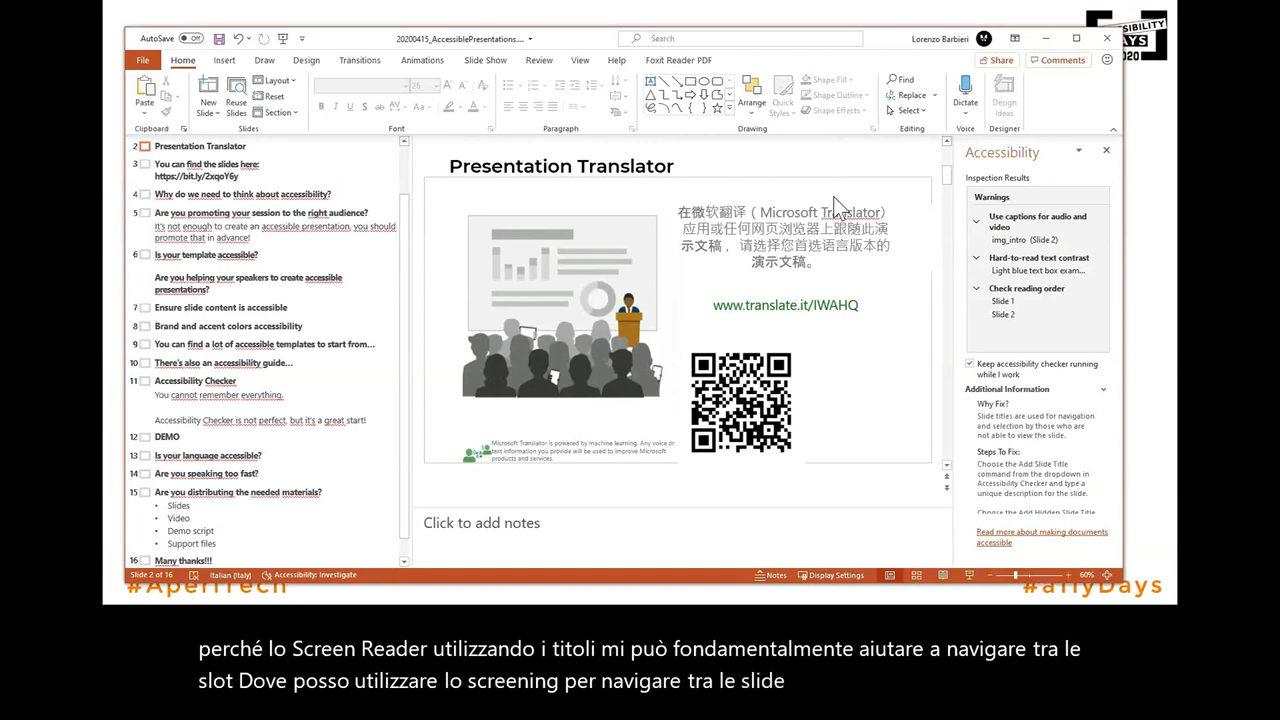 AutoSave
Off
20200415_AccessiblePresentations....
Search
Lorenzo Barbieri
2020
File
Home
Insert
Draw
Design
Transitions
Animations
Slide Show
Review
View
Help
Foxit Reader PDF
Share
Comments
Paste
New
Slide
Reuse
Slides
Layout
Reset
Section
26
B I U S ab AV Aa A
Arrange
Quick
Styles
Shape Fill
Shape Outline
Shape Effects
Find
Replace
Select
Dictate
Design
Ideas
Clipboard
Slides
Font
Paragraph
Drawing
Editing
Voice
Designer
2 Presentation Translator
3 You can find the slides here:
https://bit.ly/2xqoY6y
4 Why do we need to think about accessibility?
5 Are you promoting your session to the right audience?
It's not enough to create an accessible presentation, you should
promote that in advance!
6 Is your template accessible?
Are you helping your speakers to create accessible
presentations?
7 Ensure slide content is accessible
8 Brand and accent colors accessibility
9 You can find a lot of accessible templates to start from...
10 There's also an accessibility guide...
11 Accessibility Checker
You cannot remember everything.
Accessibility Checker is not perfect, but it's a great start!
12 DEMO
13 Is your language accessible?
14 Are you speaking too fast?
15 Are you distributing the needed materials?
• Slides
• Video
• Demo script
• Support files
16 Many thanks!!!
Presentation Translator
在微软翻译（Microsoft Translator）
应用或任何网页浏览器上跟随此演
示文稿，请选择您首选语言版本的
演示文稿。
www.translate.it/IWAHQ
Microsoft Translator is powered by machine learning. Any voice or
text information you provide will be used to improve Microsoft
products and services.
Click to add notes
Accessibility
Inspection Results
Warnings
Use captions for audio and
video
img_intro (Slide 2)
Hard-to-read text contrast
Light blue text box exam...
Check reading order
Slide 1
Slide 2
Keep accessibility checker running
while I work
Additional Information
Why Fix?
Slide titles are used for navigation
and selection by those who are
not able to view the slide.
Steps To Fix:
Choose the Add Slide Title
command from the dropdown in
Accessibility Checker and type a
unique description for the slide.
Choose the Add Hidden Slide Title
Read more about making documents
accessible
Slide 2 of 16
Italian (Italy)
Accessibility: Investigate
Notes
Display Settings
60%
#AperiTech
#a11yDays
perché lo Screen Reader utilizzando i titoli mi può fondamentalmente aiutare a navigare tra le
slot Dove posso utilizzare lo screening per navigare tra le slide